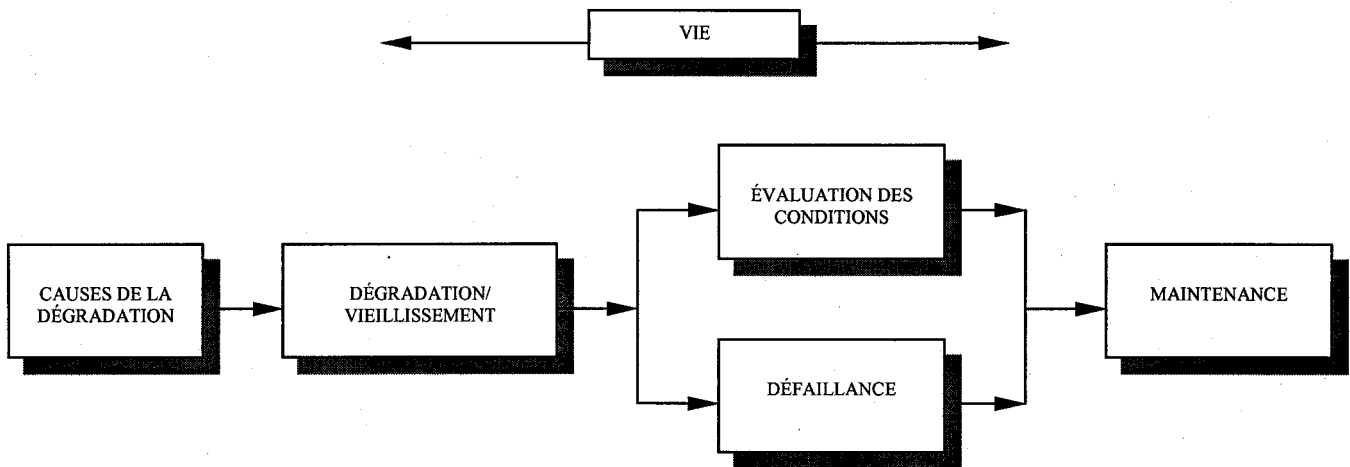 VIE
ÉVALUATION DES
CONDITIONS
CAUSES DE LA
DÉGRADATION
DÉGRADATION/
VIEILLISSEMENT
MAINTENANCE
DÉFAILLANCE